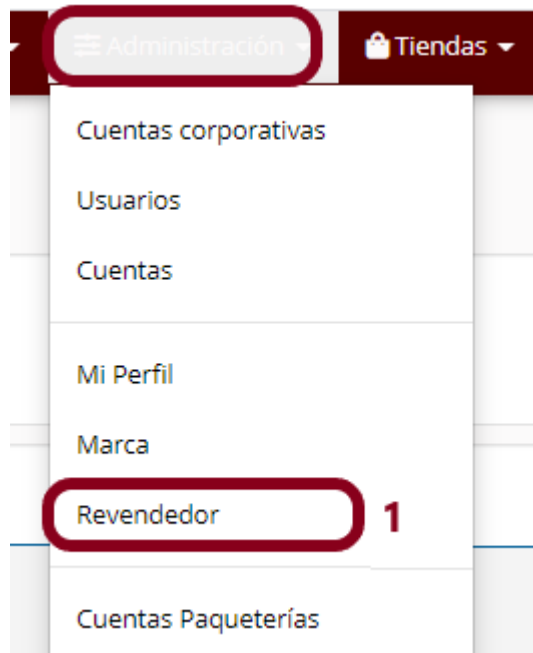 Administración
Tiendas
Cuentas corporativas
Usuarios
Cuentas
Mi Perfil
Marca
Revendedor
1
Cuentas Paqueterías